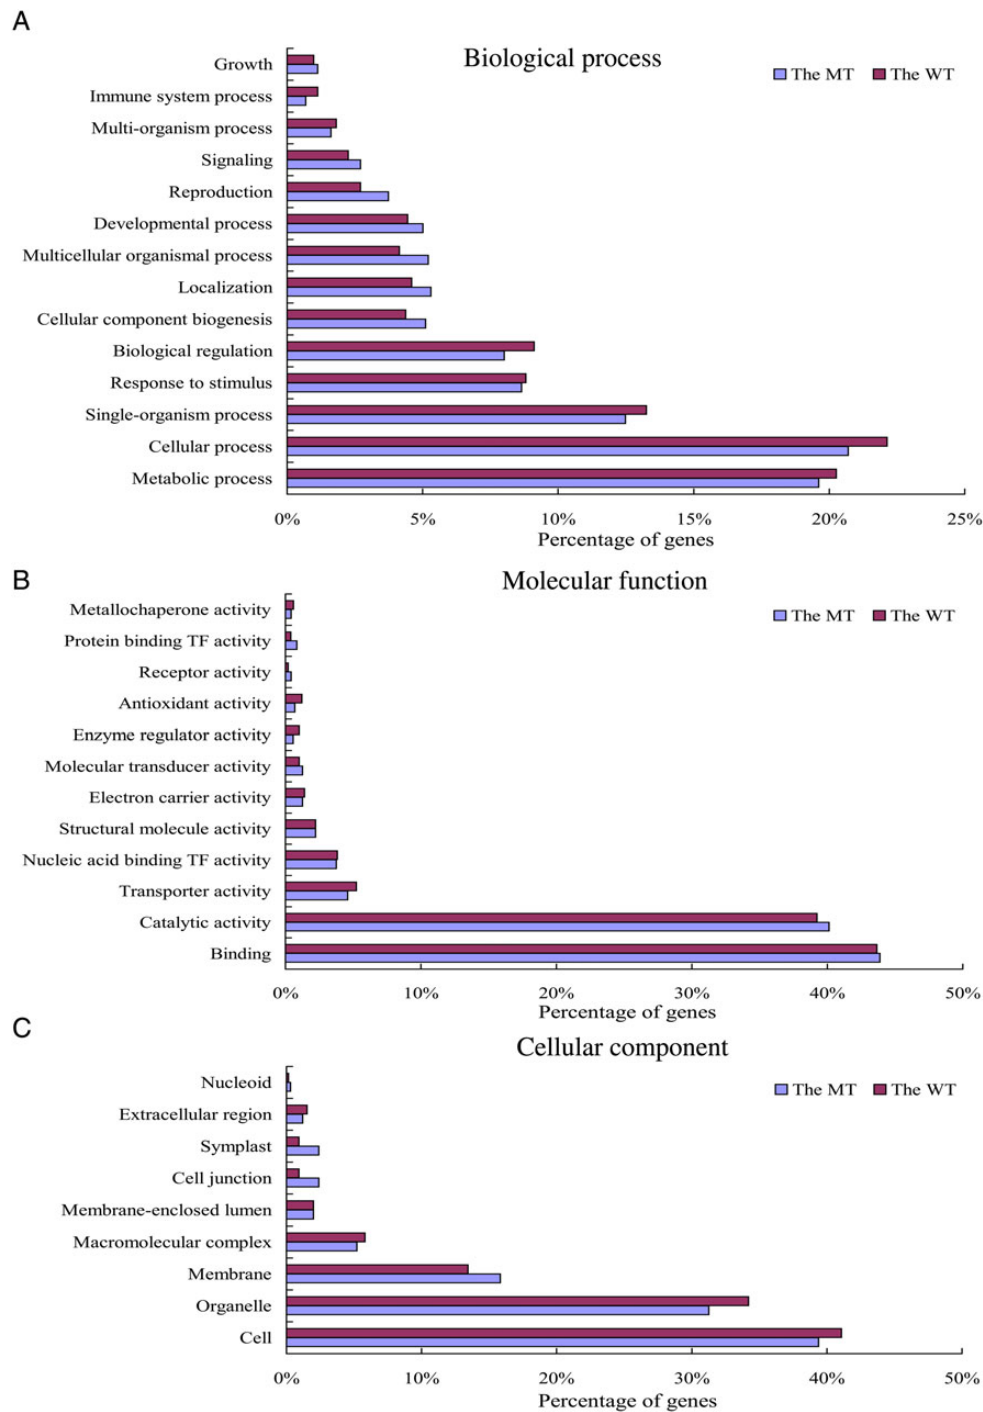 A
Biological process
The MT The WT
Growth
Immune system process
Multi-organism process
Signaling
Reproduction
Developmental process
Multicellular organismal process
Localization
Cellular component biogenesis
Biological regulation
Response to stimulus
Single-organism process
Cellular process
Metabolic process
0% 5% 10% 15% 20% 25%
Percentage of genes
B
Molecular function
The MT The WT
Metallochaperone activity
Protein binding TF activity
Receptor activity
Antioxidant activity
Enzyme regulator activity
Molecular transducer activity
Electron carrier activity
Structural molecule activity
Nucleic acid binding TF activity
Transporter activity
Catalytic activity
Binding
0% 10% 20% 30% 40% 50%
Percentage of genes
C
Cellular component
The MT The WT
Nucleoid
Extracellular region
Symplast
Cell junction
Membrane-enclosed lumen
Macromolecular complex
Membrane
Organelle
Cell
0% 10% 20% 30% 40% 50%
Percentage of genes